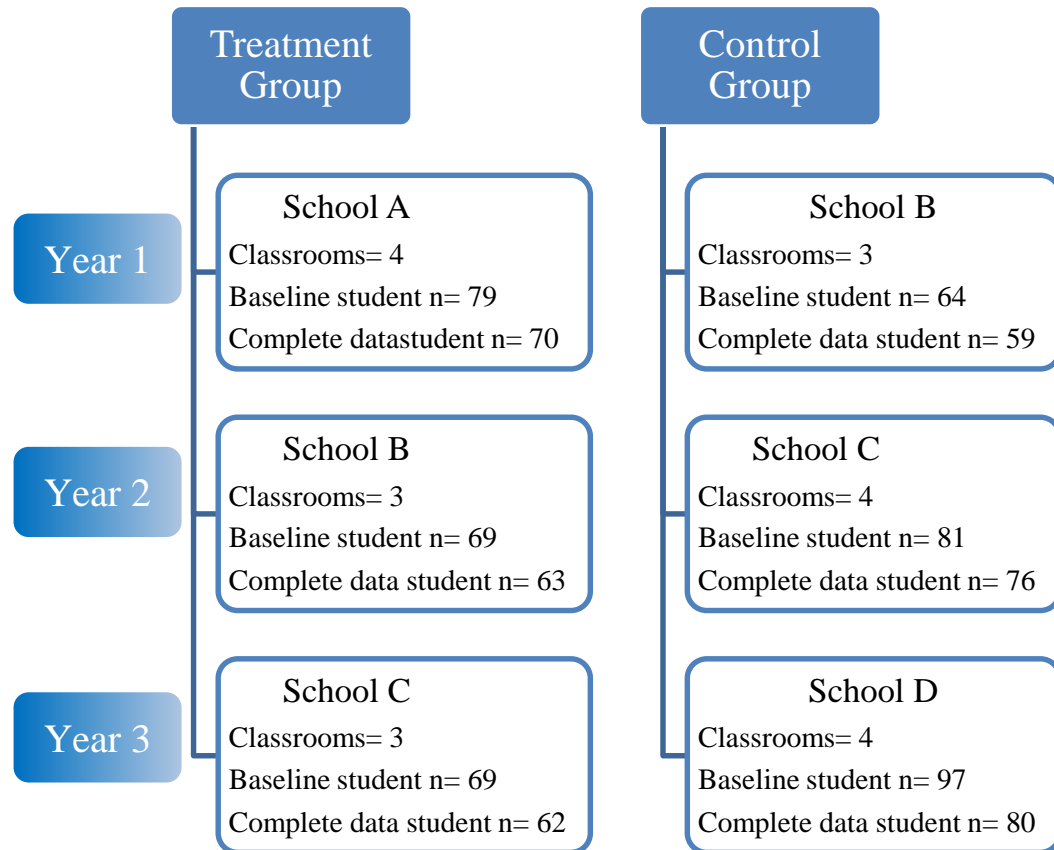 Treatment
Group
Control
Group
Year 1
School A
Classrooms= 4
Baseline student n= 79
Complete datastudent n= 70
School B
Classrooms= 3
Baseline student n= 64
Complete data student n= 59
Year 2
School B
Classrooms= 3
Baseline student n= 69
Complete data student n= 63
School C
Classrooms= 4
Baseline student n= 81
Complete data student n= 76
Year 3
School C
Classrooms= 3
Baseline student n= 69
Complete data student n= 62
School D
Classrooms= 4
Baseline student n= 97
Complete data student n= 80